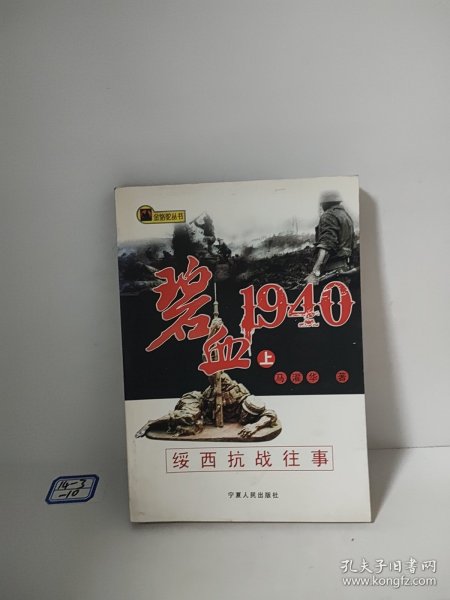 金骆驼丛书
碧血1940
上
马 华 著
绥西抗战往事
宁夏人民出版社
14-3
-10
孔夫子旧书网
www.kongfz.com